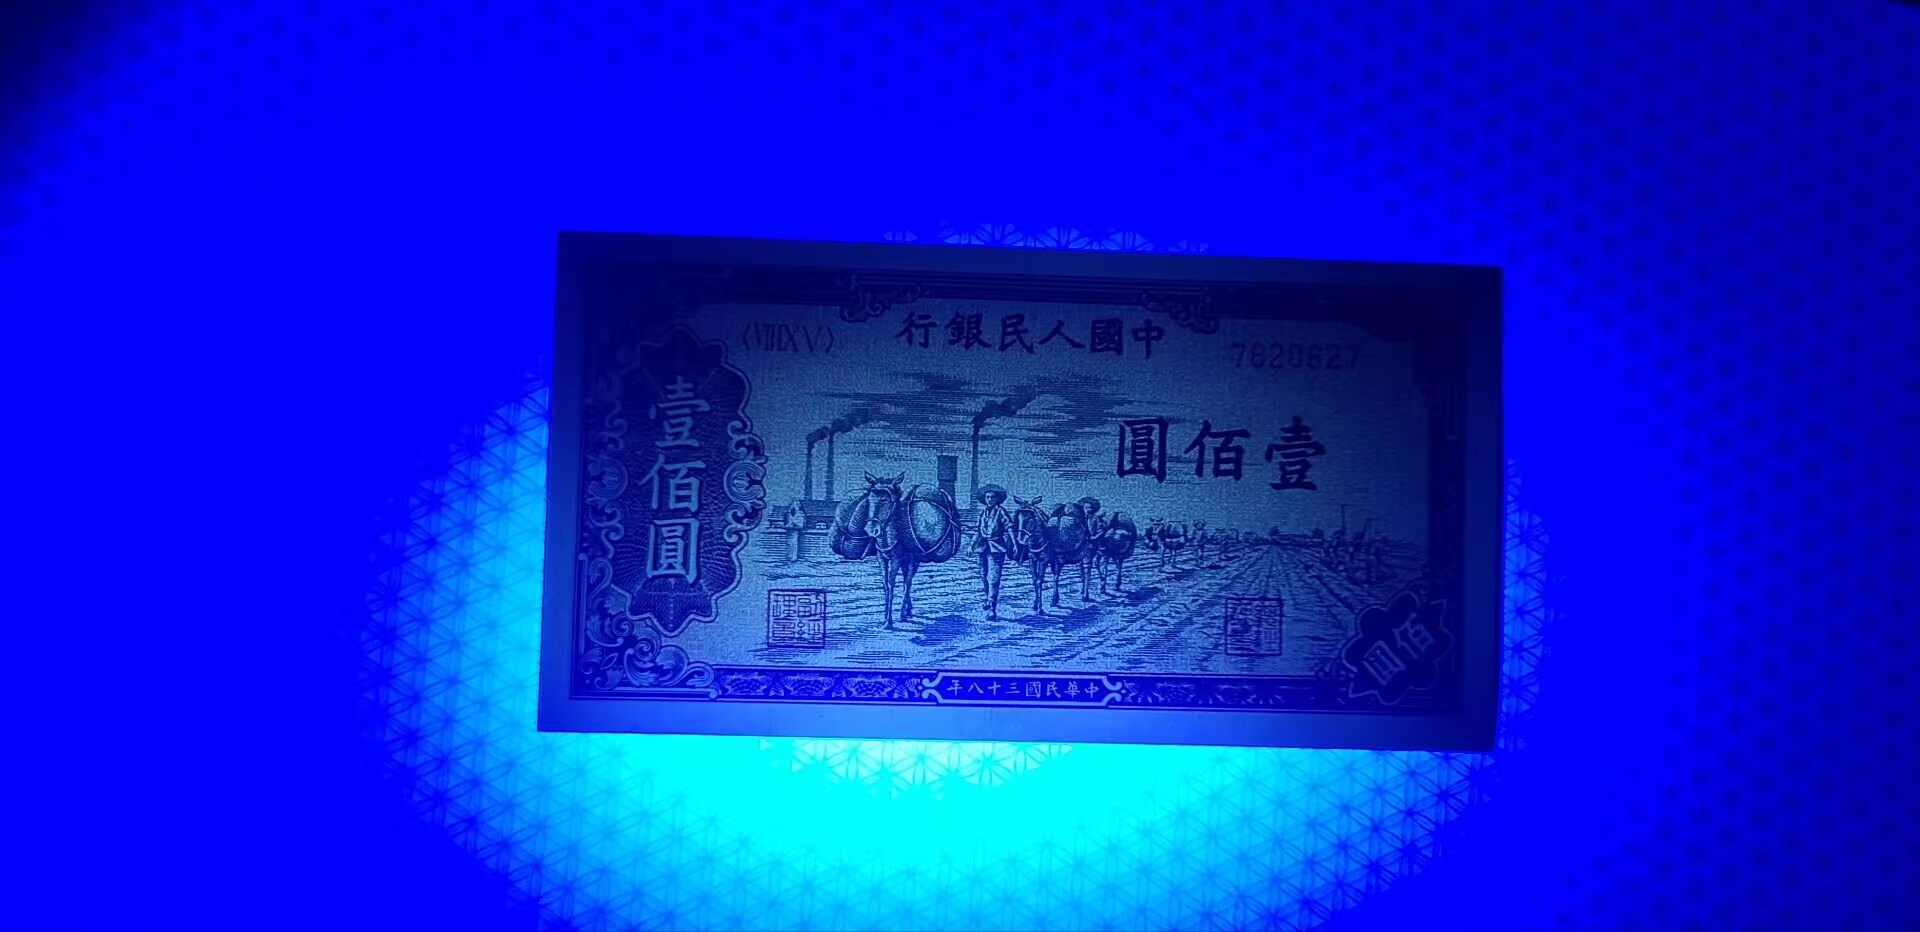 中國人民銀行
〈VIIIXV〉
7820627
壹佰圓
壹佰圓
佰圓
中華民國三十八年